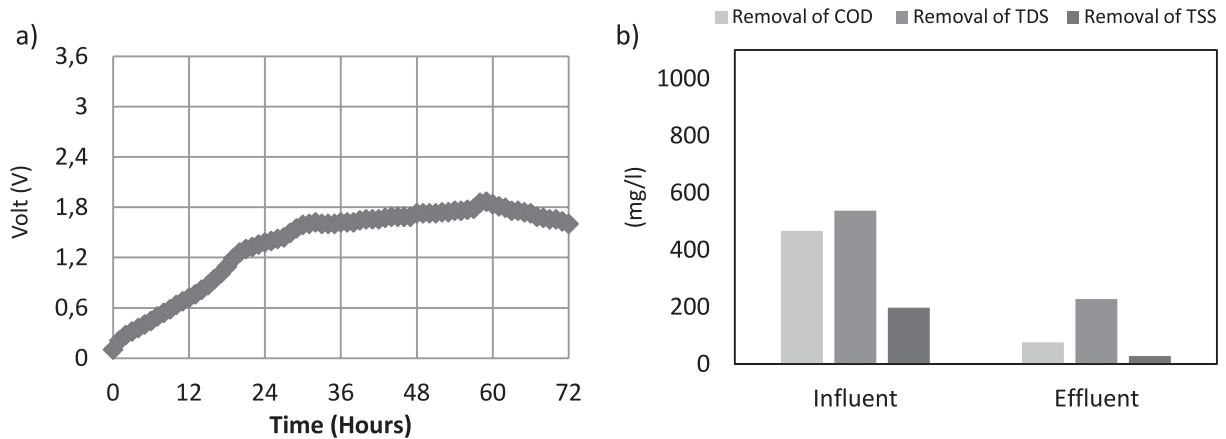 a)
3,6
3
2,4
1,8
1,2
0,6
0
Volt (V)
0 12 24 36 48 60 72
Time (Hours)
b)
Removal of COD Removal of TDS Removal of TSS
1000
800
600
400
200
0
(mg/l)
Influent Effluent